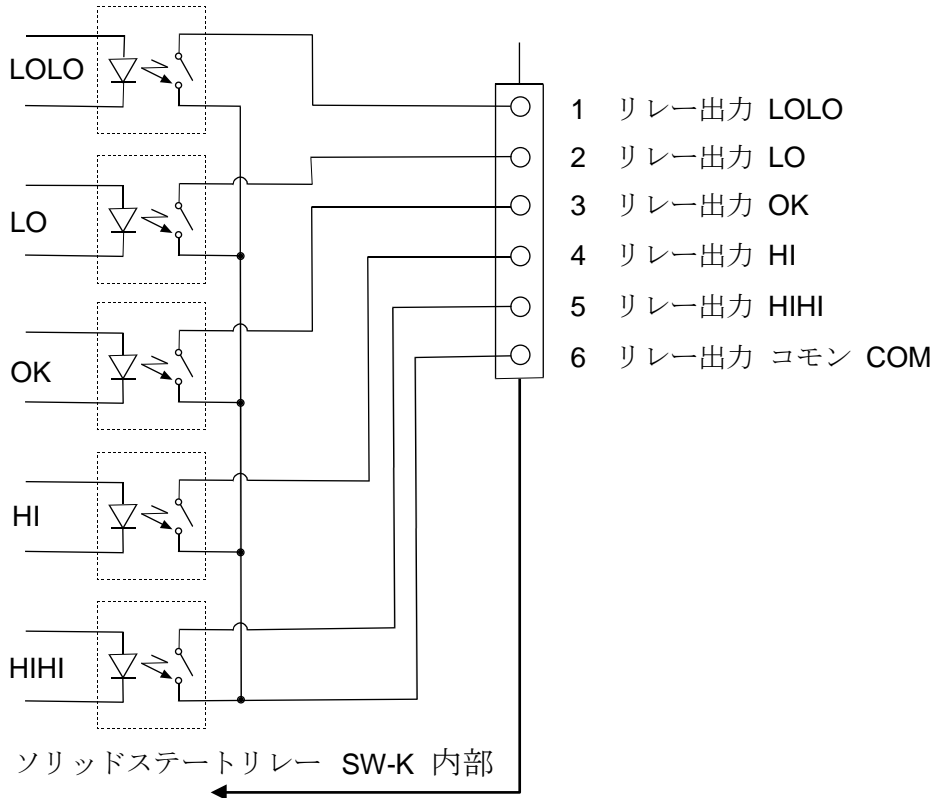 LOLO
1 リレー出力 LOLO
2 リレー出力 LO
LO
3 リレー出力 OK
4 リレー出力 HI
5 リレー出力 HIHI
6 リレー出力 コモン COM
OK
HI
HIHI
ソリッドステートリレー SW-K 内部